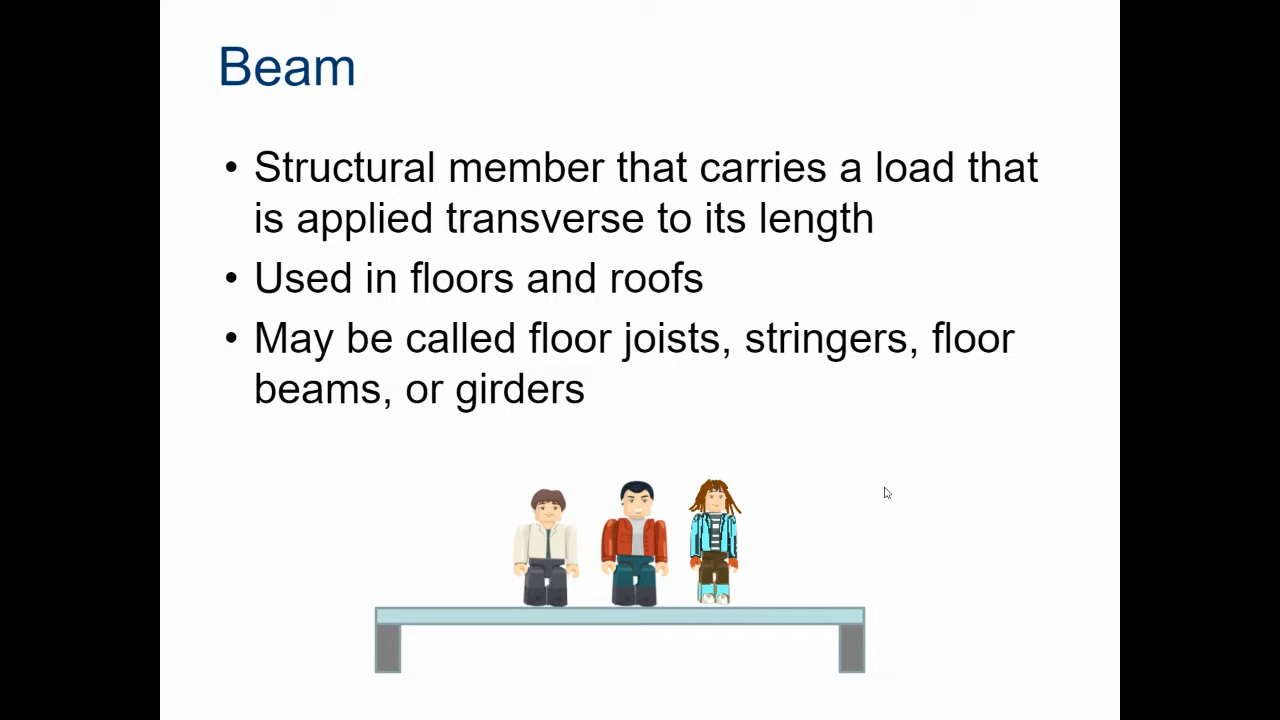 Beam
• Structural member that carries a load that
is applied transverse to its length
• Used in floors and roofs
• May be called floor joists, stringers, floor
beams, or girders